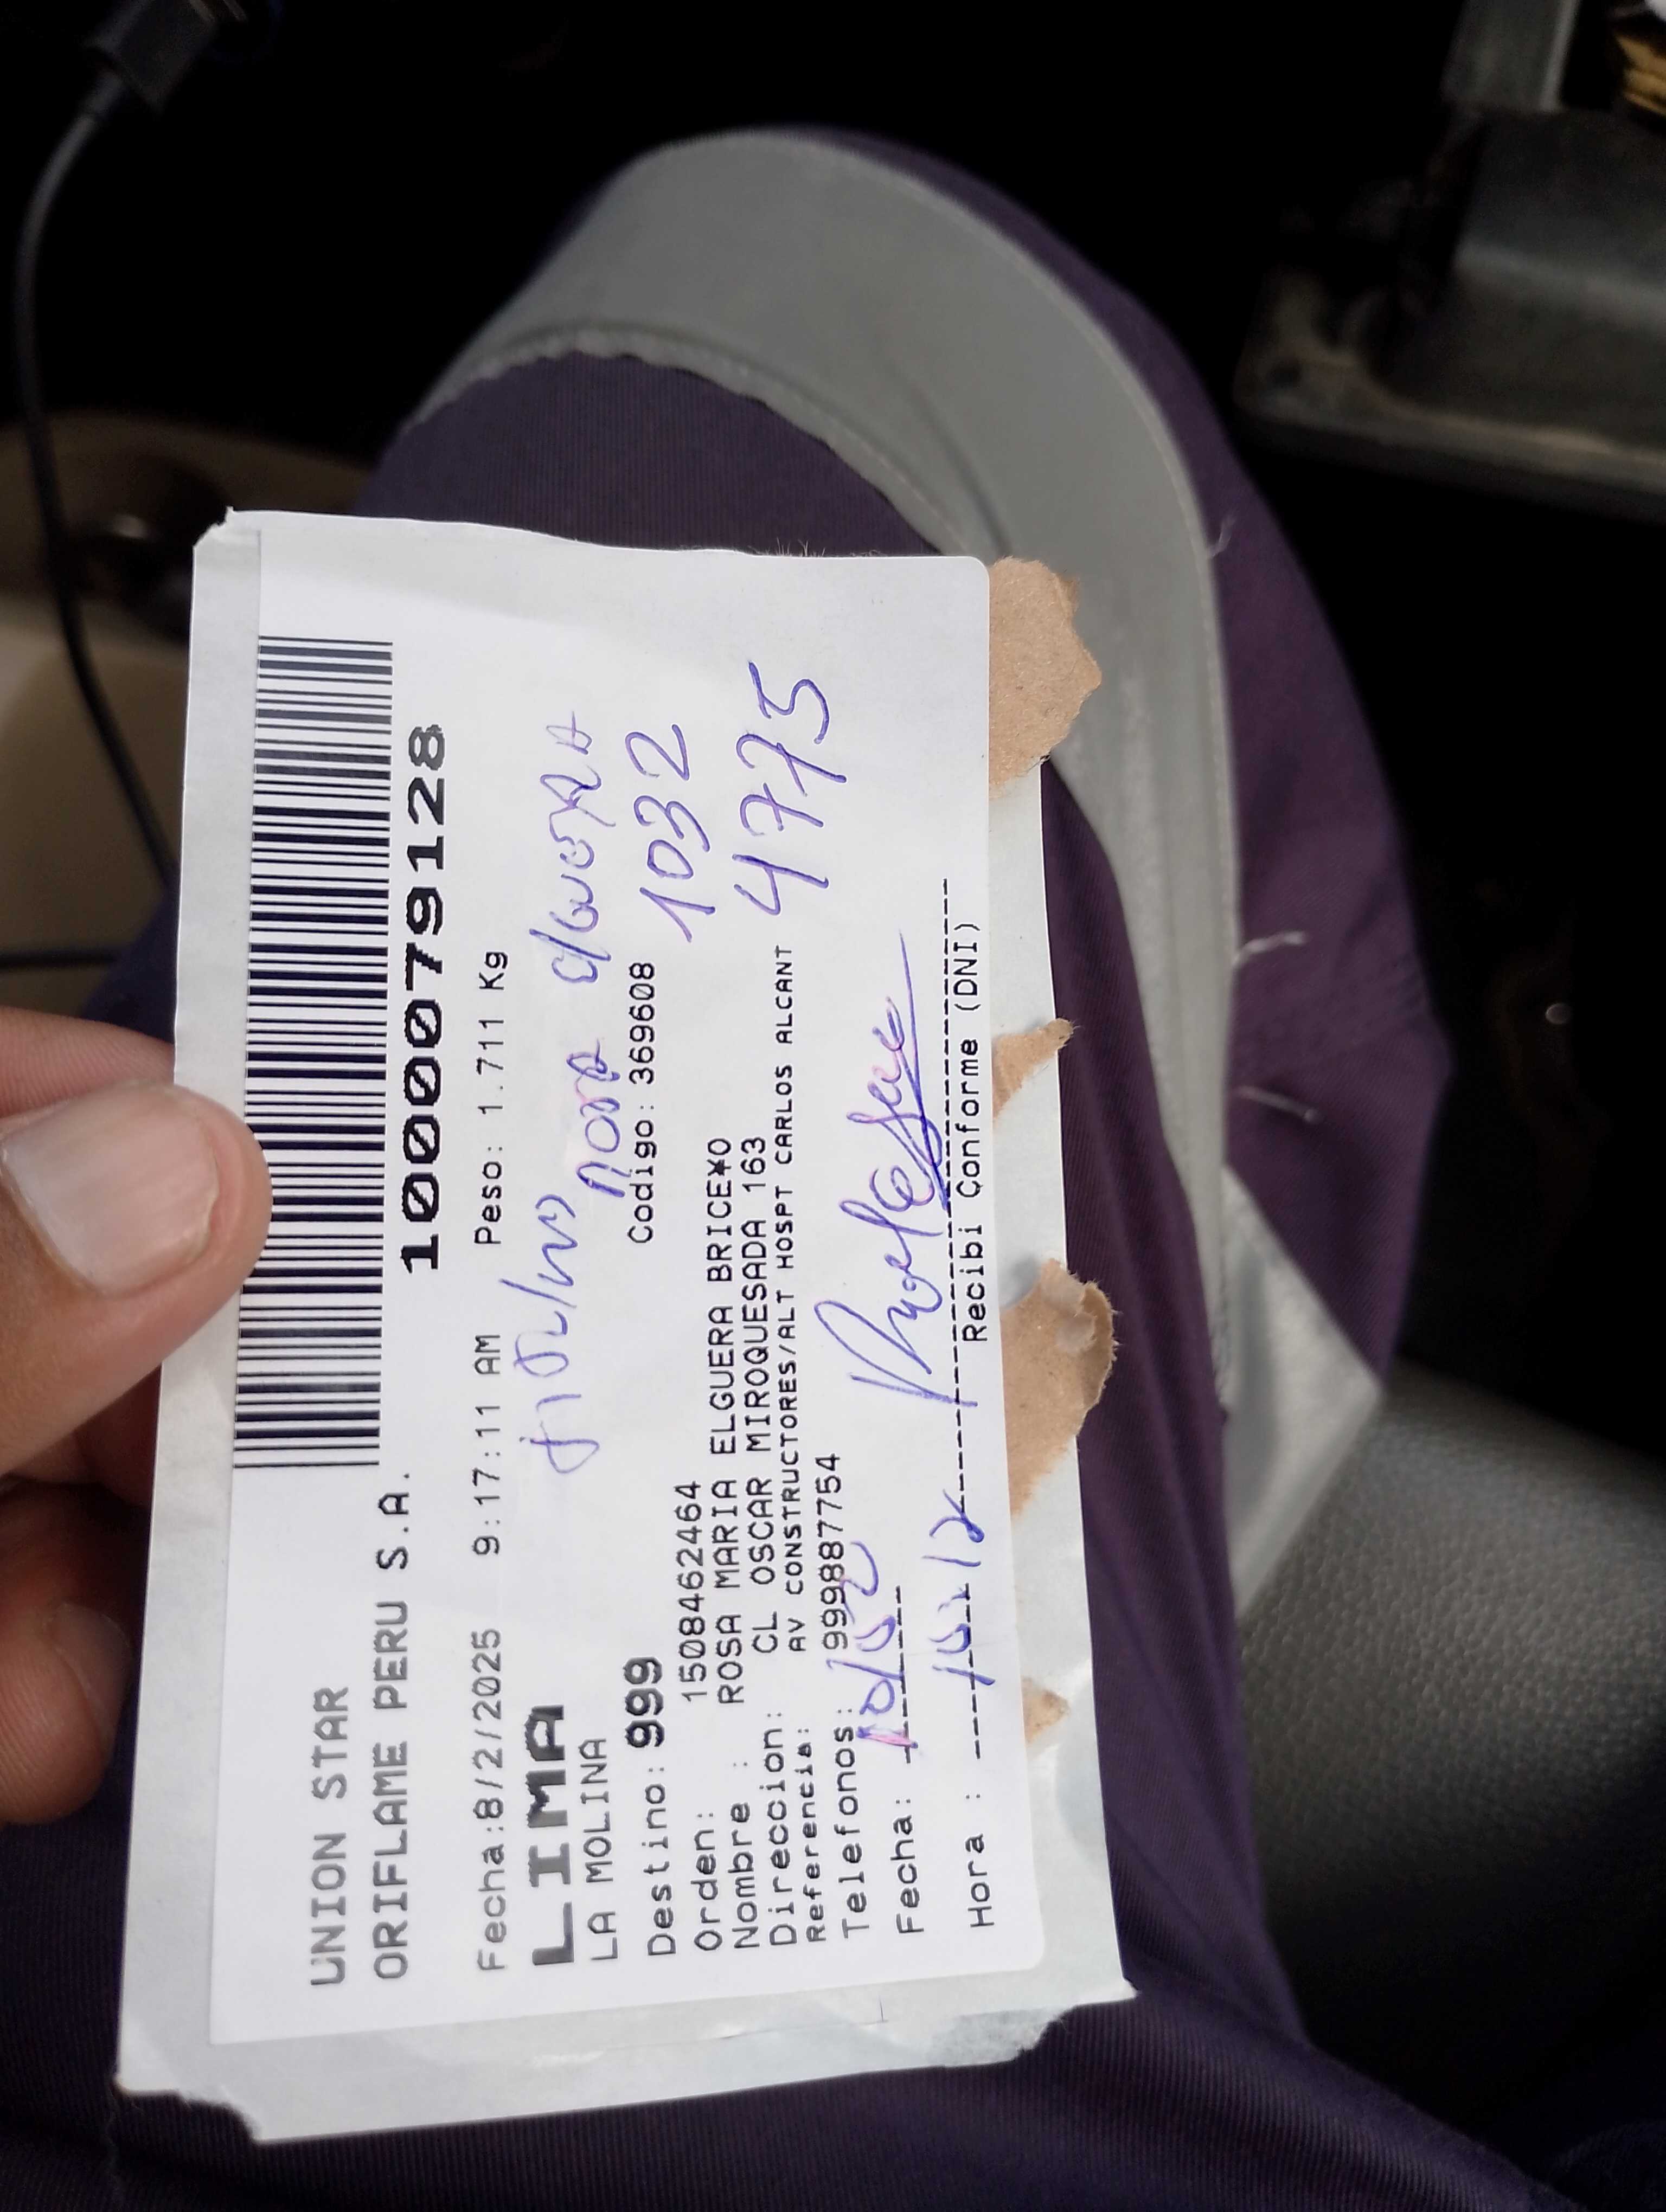 UNION STAR
ORIFLAME PERU S.A.
1000079128
Fecha:8/2/2025 9:17:11 AM Peso: 1.711 Kg
LIMA
LA MOLINA
Destino: 999 Codigo: 369608
1032
4775
Orden: 1508462464
Nombre : ROSA MARIA ELGUERA BRICE¥O
Direccion: CL OSCAR MIROQUESADA 163
Referencia: AV CONSTRUCTORES/ALT HOSPT CARLOS ALCANT
Telefonos: 999887754
Fecha: 10/02
Hora :
Recibi Conforme (DNI)